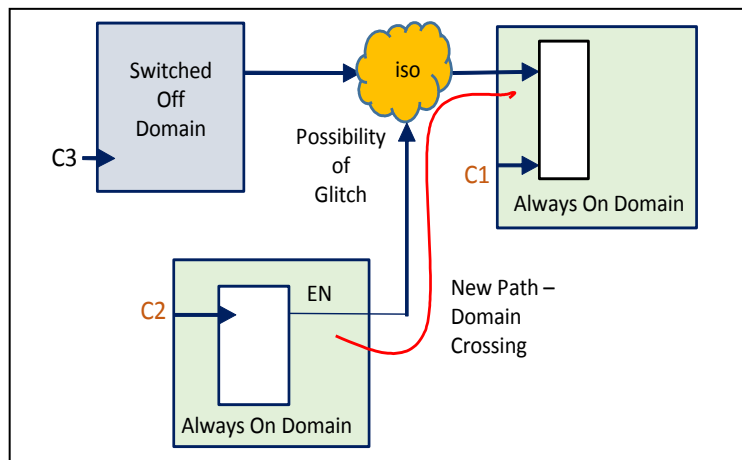 Switched
Off
Domain
C3
iso
Possibility
of
Glitch
C1
Always On Domain
C2
EN
Always On Domain
New Path –
Domain
Crossing